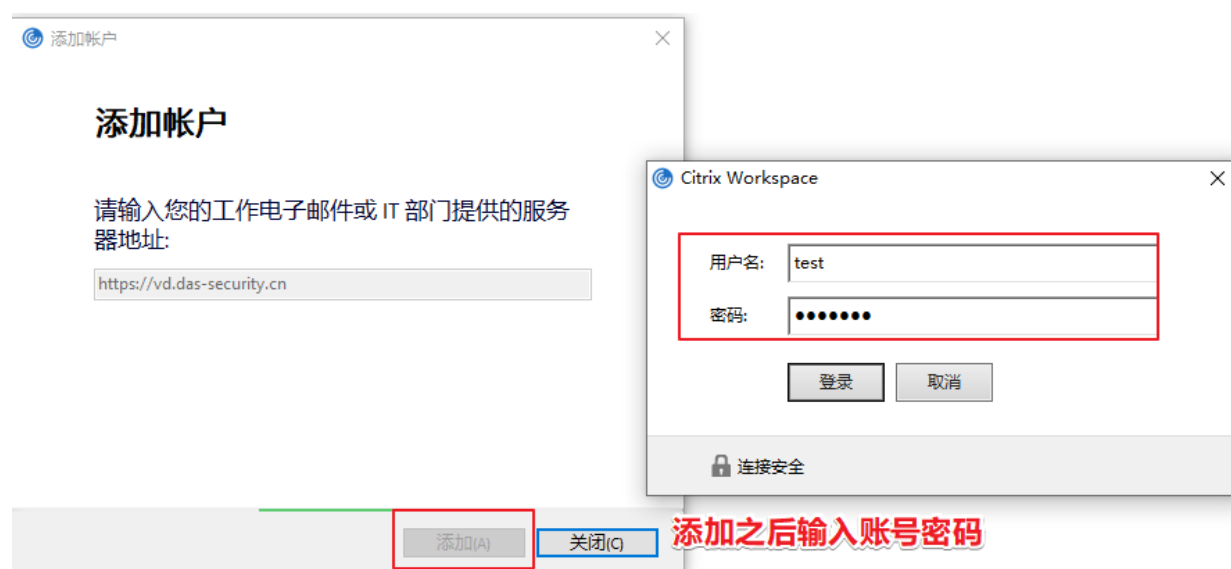 添加帐户
添加帐户
请输入您的工作电子邮件或 IT 部门提供的服务
器地址:
https://vd.das-security.cn
添加(A)
关闭(C)
Citrix Workspace
用户名:
test
密码:
●●●●●●●
登录
取消
连接安全
添加之后输入账号密码